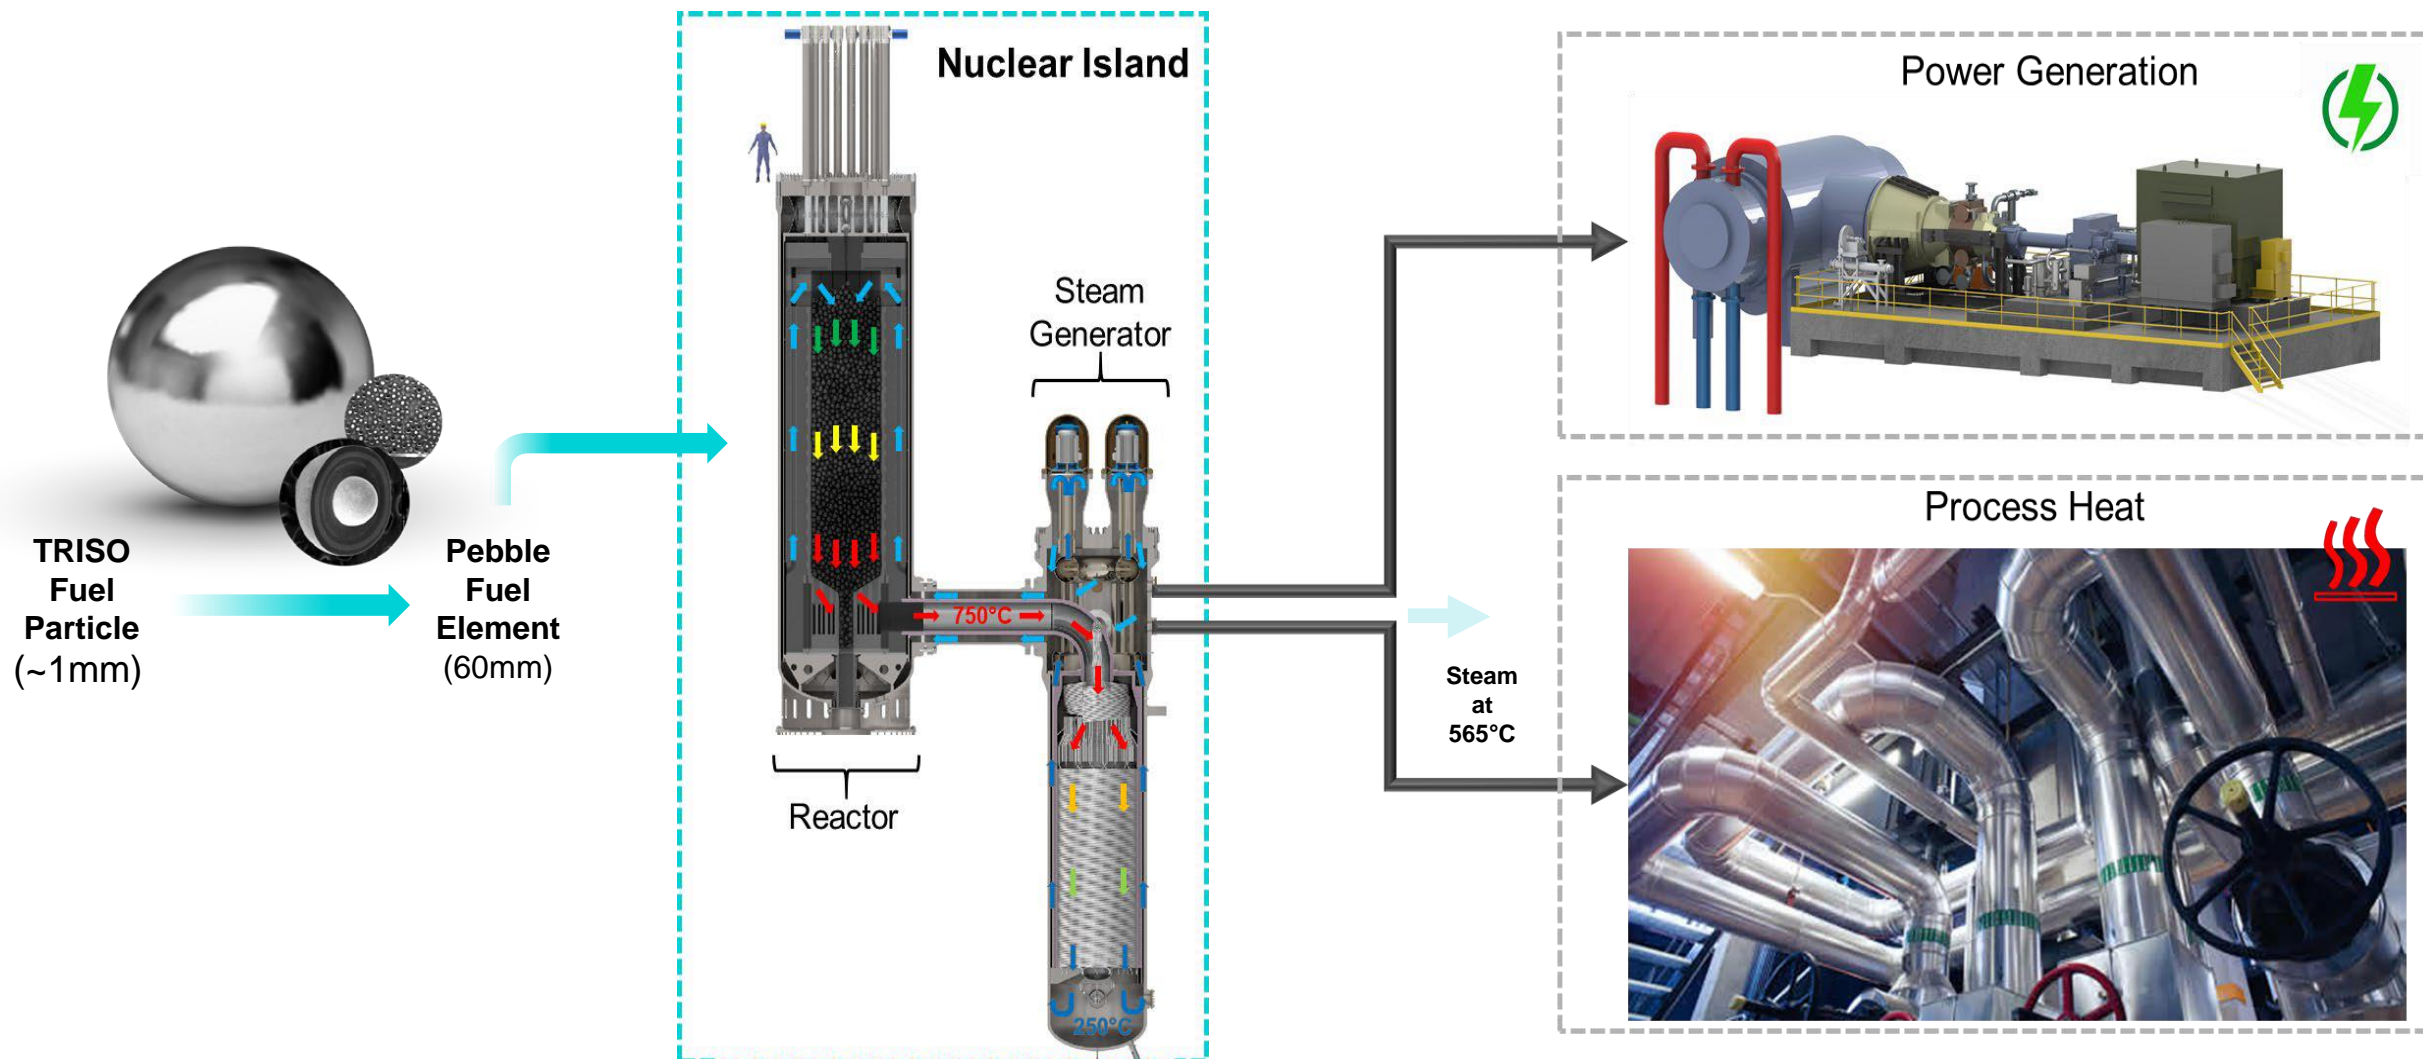 Nuclear Island
Power Generation
Steam
Generator
Process Heat
TRISO
Fuel
Particle
(~1mm)
Pebble
Fuel
Element
(60mm)
750°C
Steam
at
565°C
Reactor
250°C